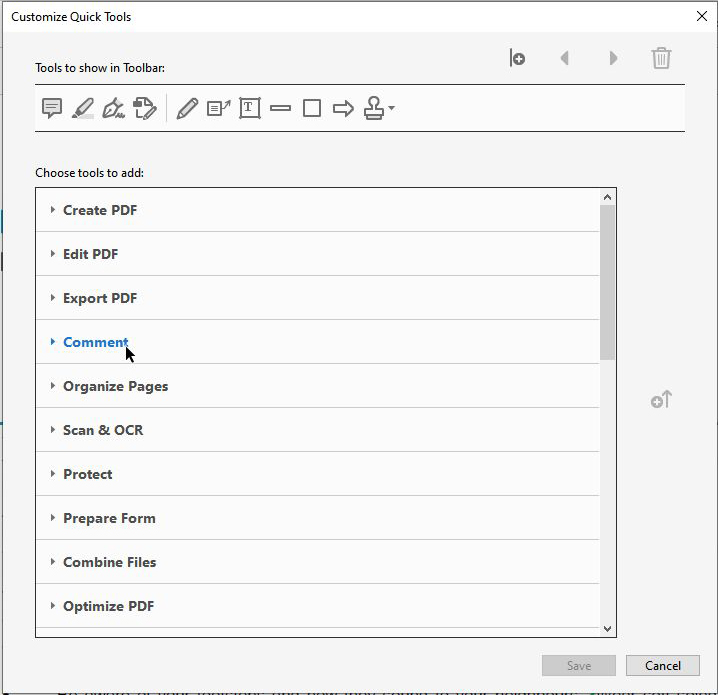 Customize Quick Tools
Tools to show in Toolbar:
T
Choose tools to add:
Create PDF
Edit PDF
Export PDF
Comment
Organize Pages
Scan & OCR
Protect
Prepare Form
Combine Files
Optimize PDF
Save
Cancel